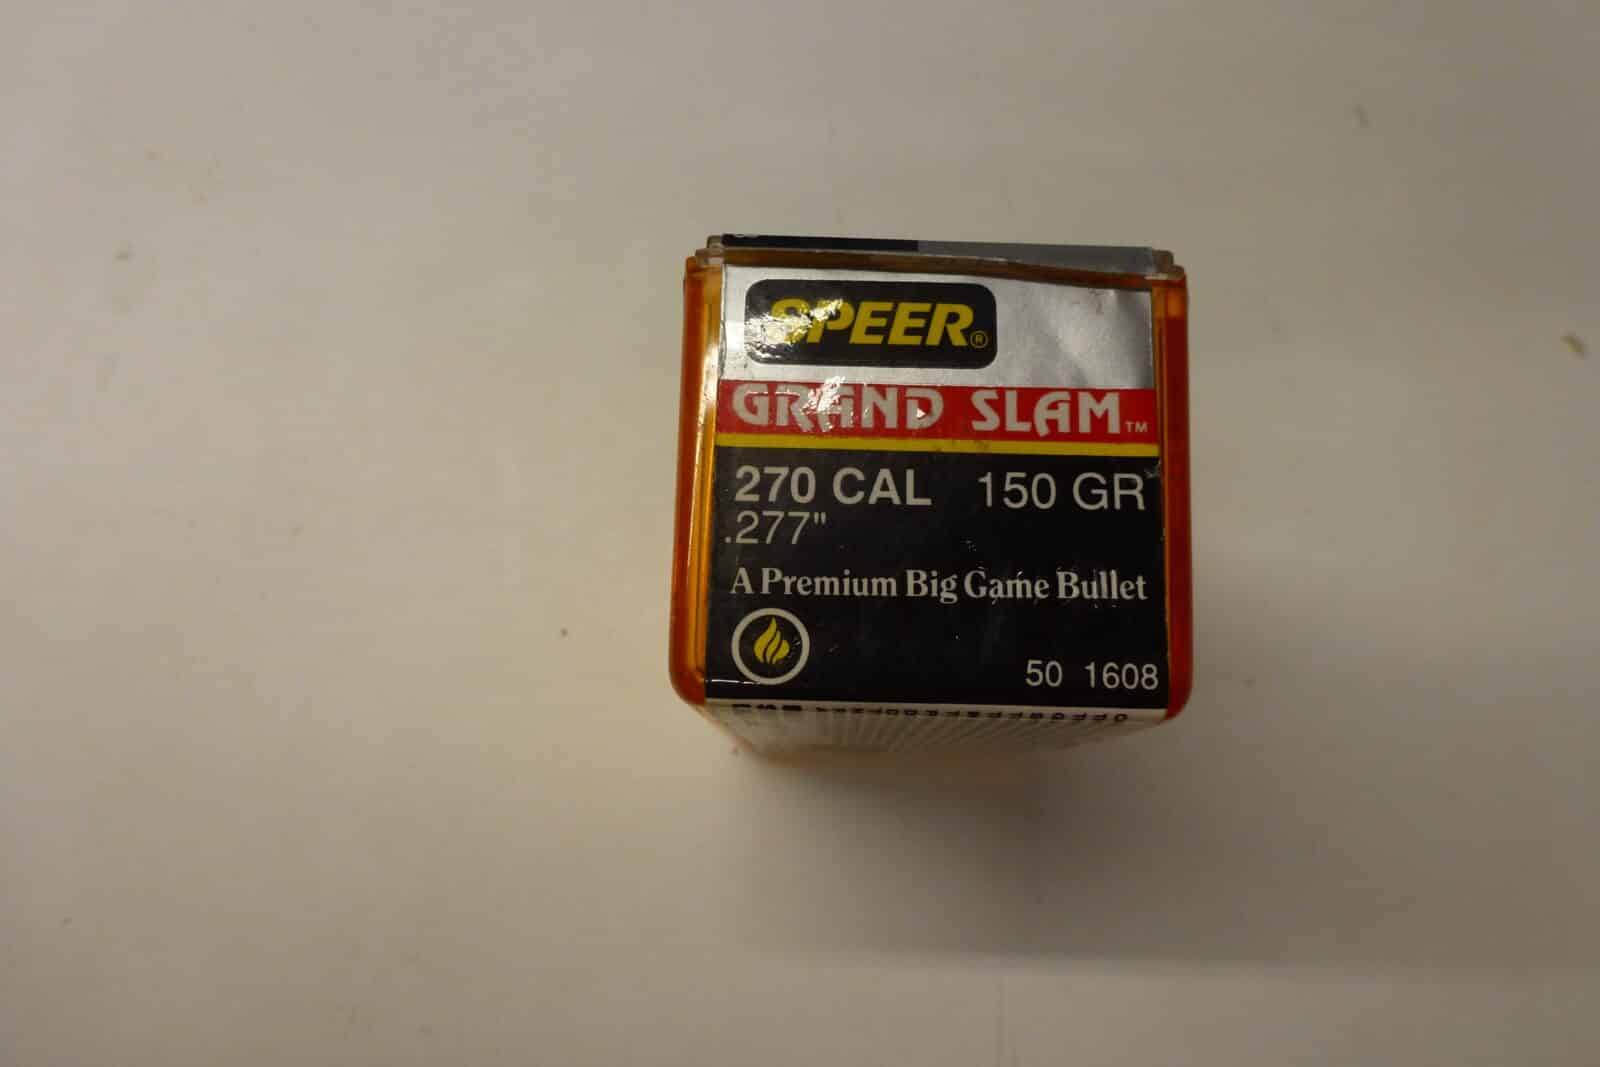 SPEER®
GRAND SLAM™
270 CAL 150 GR
.277"
A Premium Big Game Bullet
50 1608